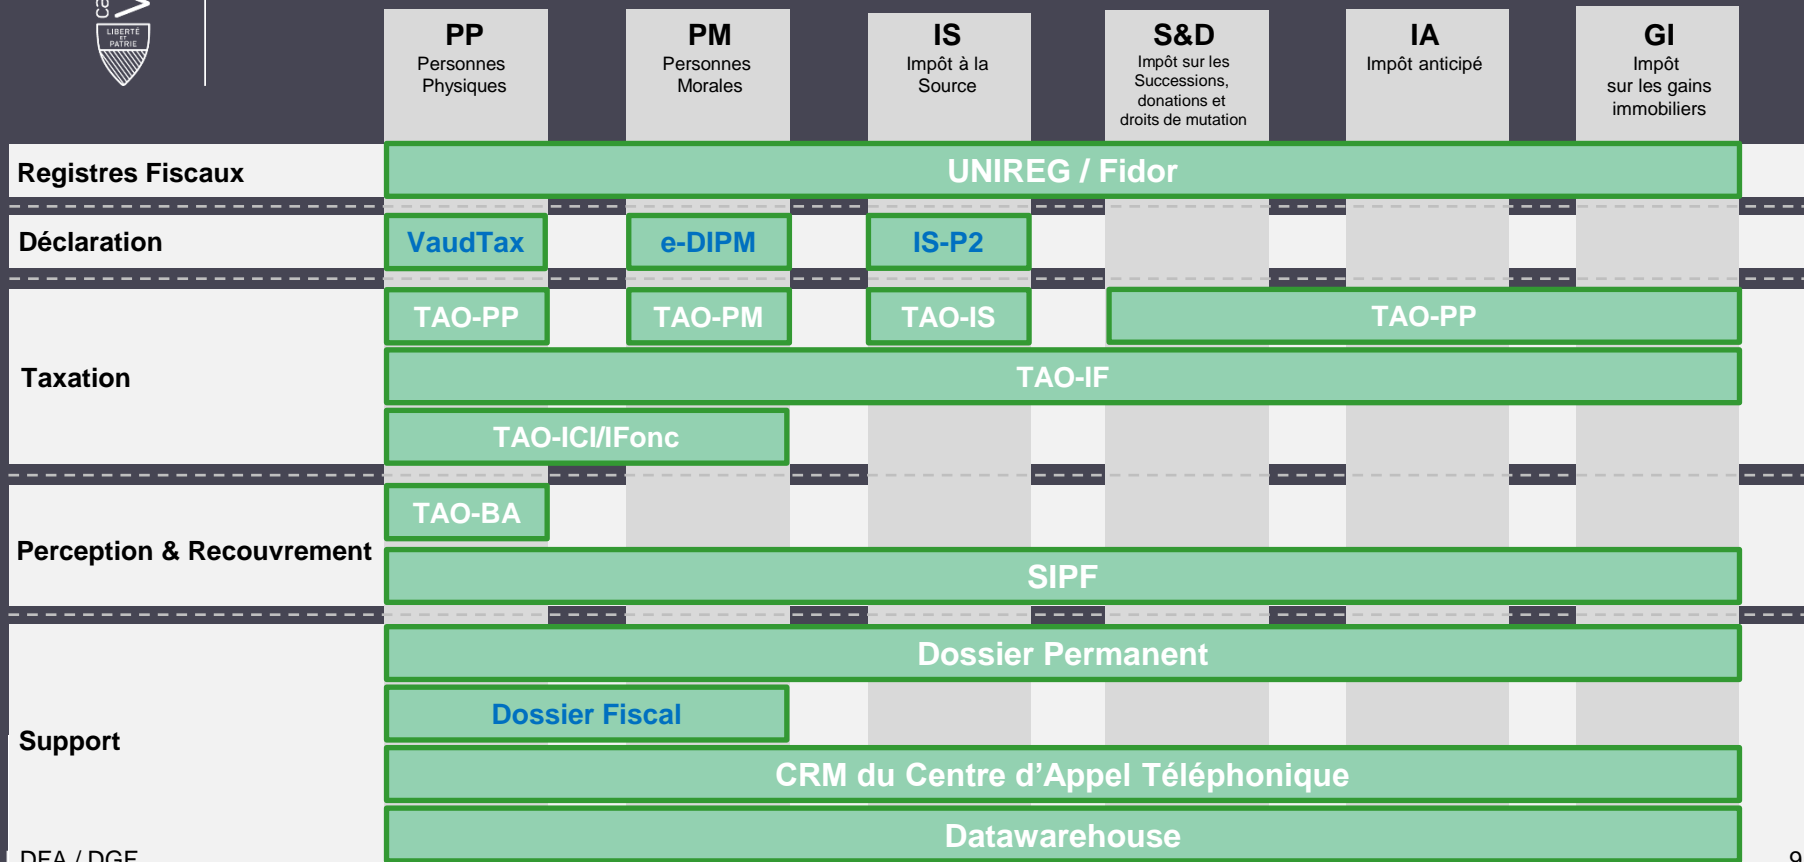 LIBERTÉ
ET
PATRIE
PP
Personnes
Physiques
PM
Personnes
Morales
IS
Impôt à la
Source
S&D
Impôt sur les
Successions,
donations et
droits de mutation
IA
Impôt anticipé
GI
Impôt
sur les gains
immobiliers
Registres Fiscaux
UNIREG / Fidor
Déclaration
VaudTax
e-DIPM
IS-P2
Taxation
TAO-PP
TAO-PM
TAO-IS
TAO-PP
TAO-IF
TAO-ICI/IFonc
Perception & Recouvrement
TAO-BA
SIPF
Support
Dossier Permanent
Dossier Fiscal
CRM du Centre d’Appel Téléphonique
Datawarehouse
9